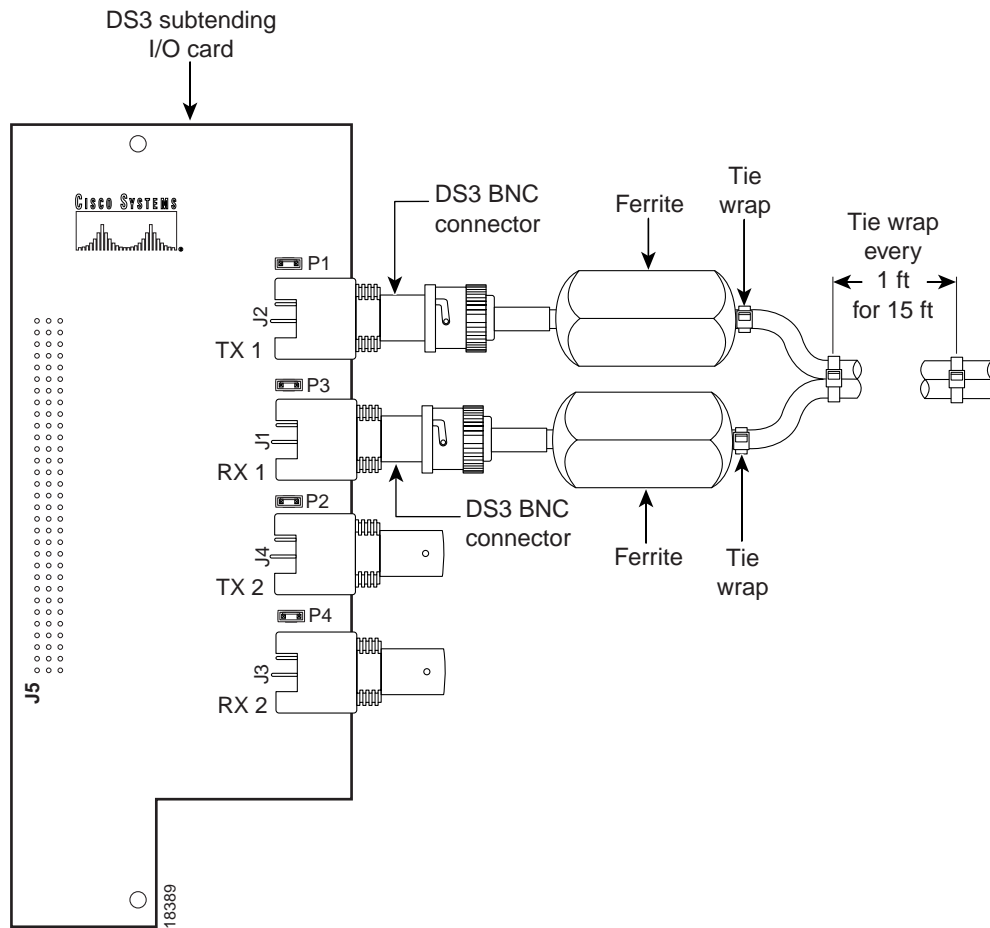 DS3 subtending
I/O card
CISCO SYSTEMS
DS3 BNC
connector
Ferrite
Tie
wrap
Tie wrap
every
1 ft
for 15 ft
P1
J2
TX 1
P3
J1
RX 1
P2
DS3 BNC
connector
Ferrite
Tie
wrap
J4
TX 2
P4
J3
RX 2
J5
18389